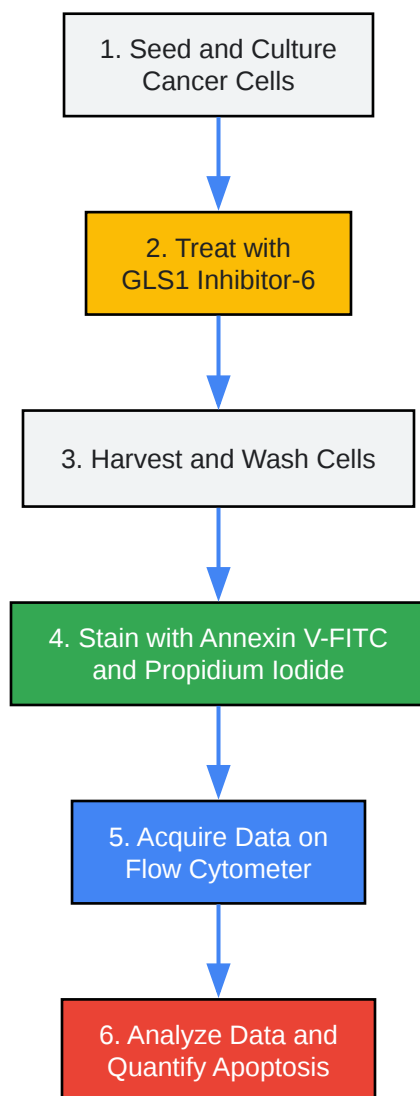 1. Seed and Culture
Cancer Cells
2. Treat with
GLS1 Inhibitor-6
3. Harvest and Wash Cells
4. Stain with Annexin V-FITC
and Propidium Iodide
5. Acquire Data on
Flow Cytometer
6. Analyze Data and
Quantify Apoptosis